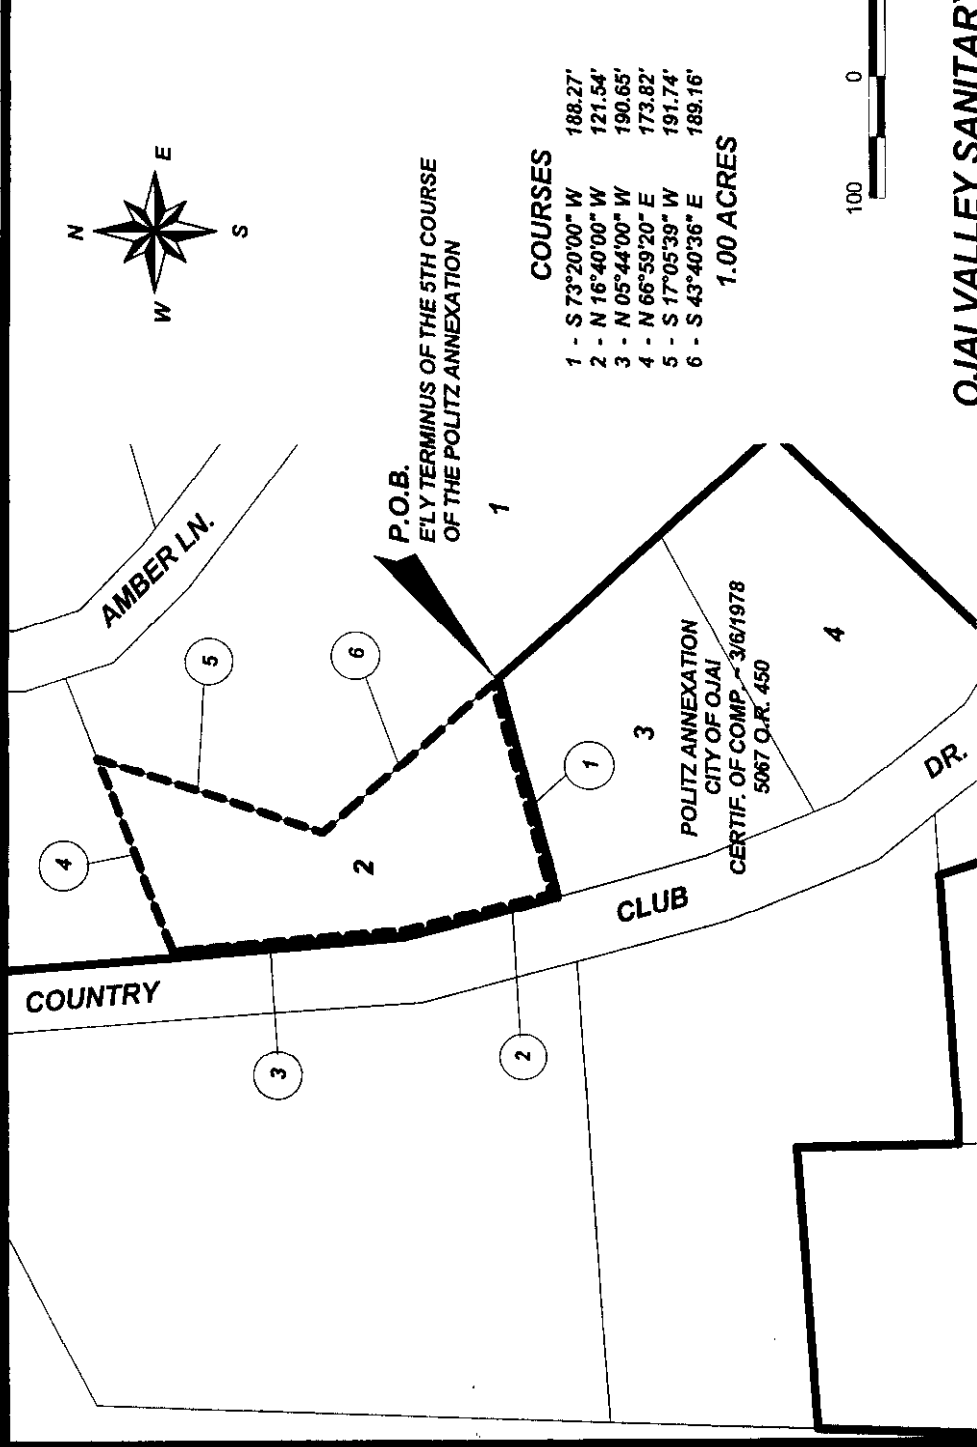 N
W
E
S
AMBER LN.
P.O.B.
E'LY TERMINUS OF THE 5TH COURSE
OF THE POLITZ ANNEXATION
1
COURSES
1 - S 73°20'00" W 188.27'
2 - N 16°40'00" W 121.54'
3 - N 05°44'00" W 190.65'
4 - N 66°59'20" E 173.82'
5 - S 17°05'39" W 191.74'
6 - S 43°40'36" E 189.16'
1.00 ACRES
5
6
4
2
1
3
POLITZ ANNEXATION
CITY OF OJAI
CERTIF. OF COMP. ~ 3/6/1978
5067 O.R. 450
4
COUNTRY
CLUB
DR.
3
2
100
0
OJAI VALLEY SANITARY